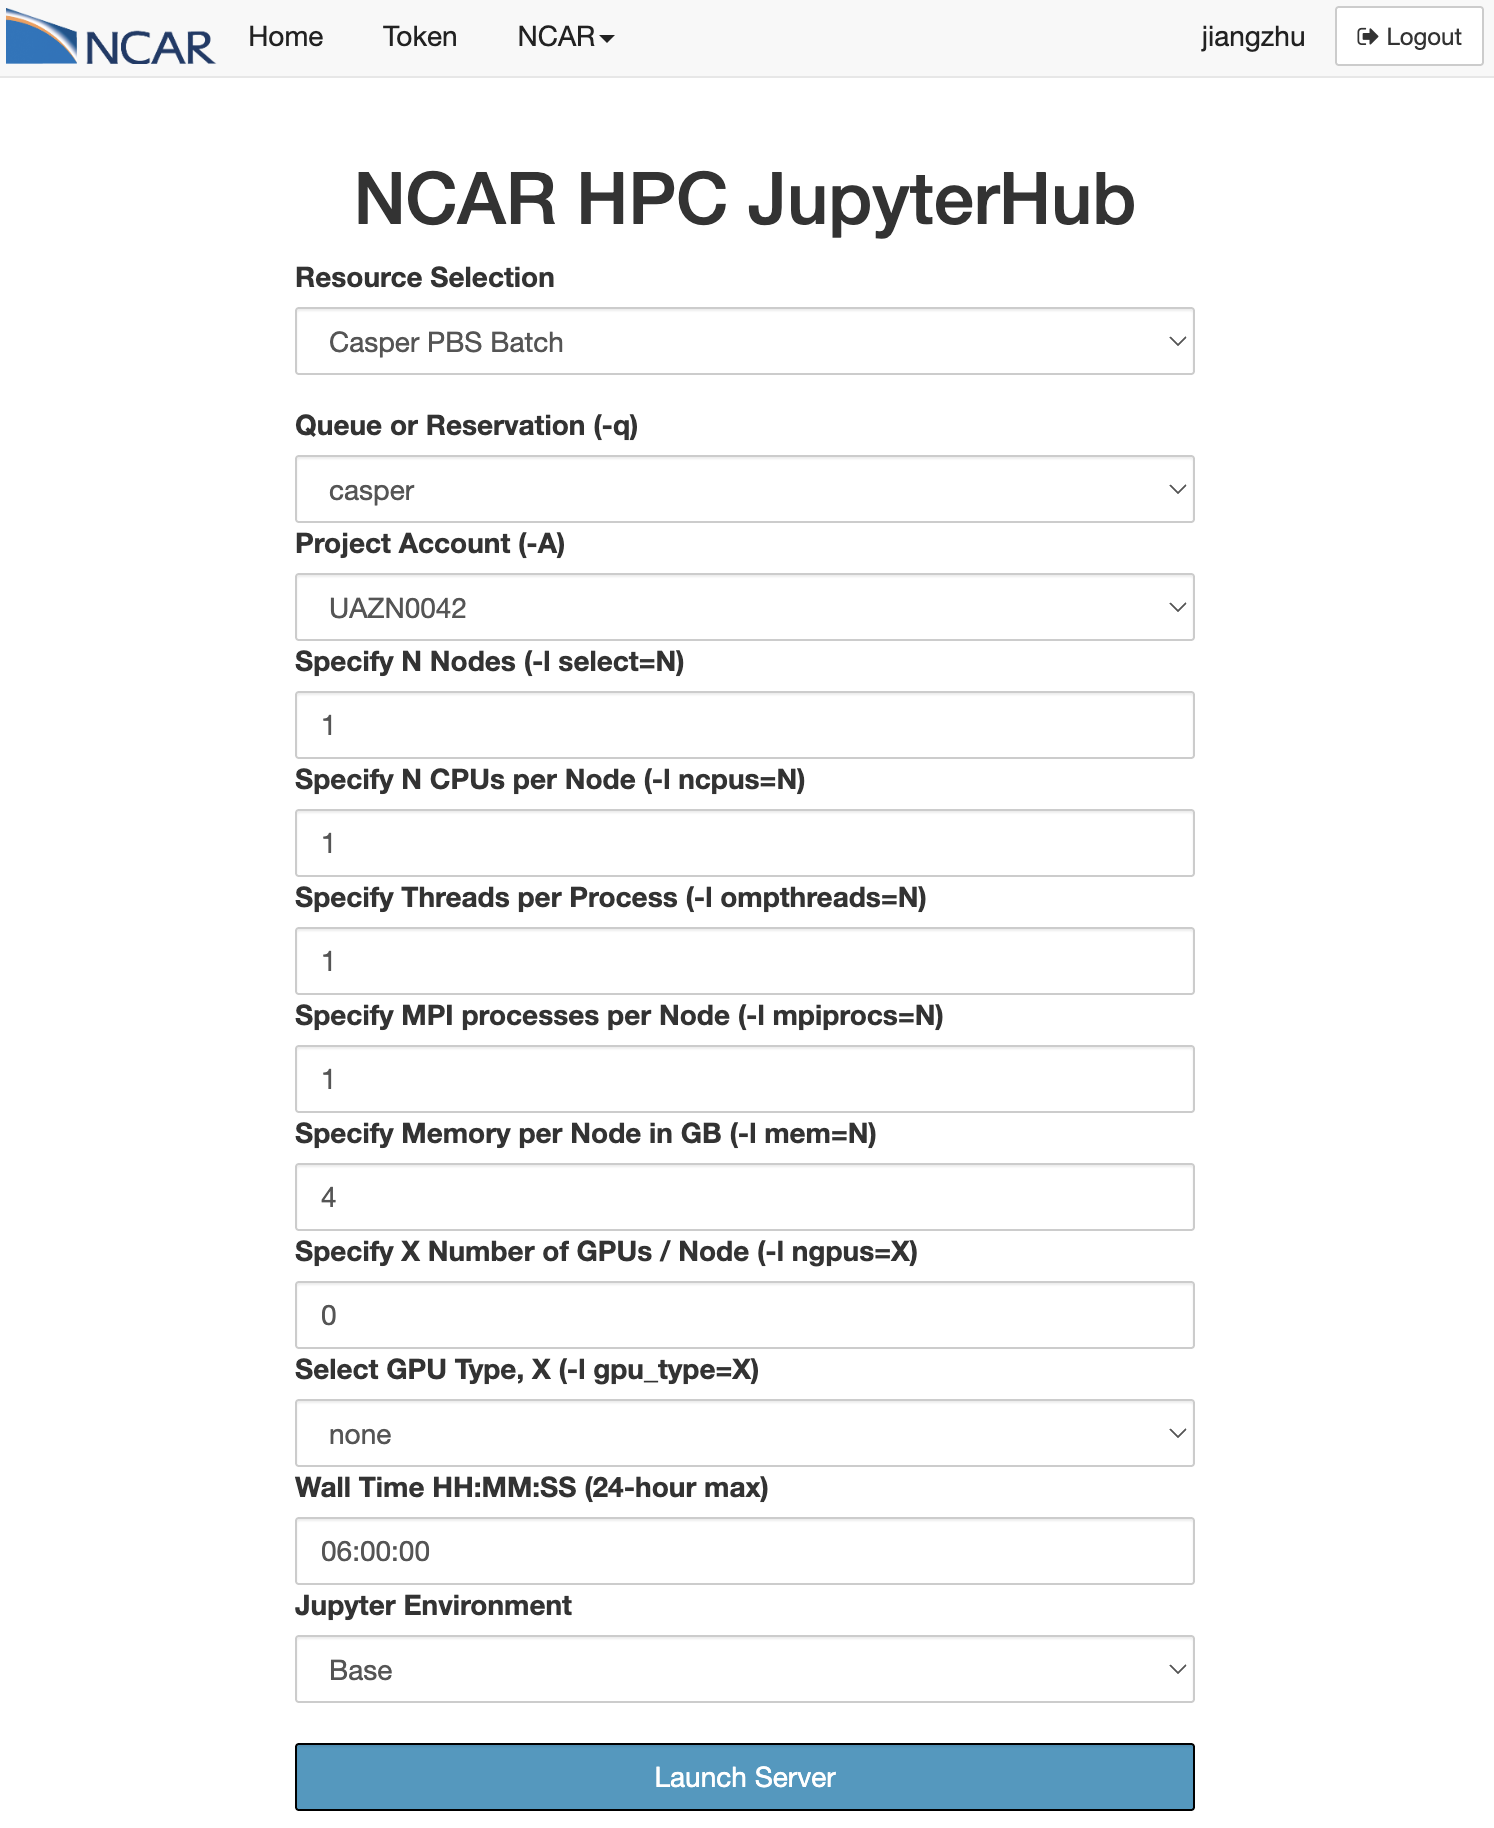 NCAR Home Token NCAR jiangzhu Logout
NCAR HPC JupyterHub
Resource Selection
Casper PBS Batch
Queue or Reservation (-q)
casper
Project Account (-A)
UAZN0042
Specify N Nodes (-l select=N)
1
Specify N CPUs per Node (-l ncpus=N)
1
Specify Threads per Process (-l ompthreads=N)
1
Specify MPI processes per Node (-l mpiprocs=N)
1
Specify Memory per Node in GB (-l mem=N)
4
Specify X Number of GPUs / Node (-l ngpus=X)
0
Select GPU Type, X (-l gpu_type=X)
none
Wall Time HH:MM:SS (24-hour max)
06:00:00
Jupyter Environment
Base
Launch Server